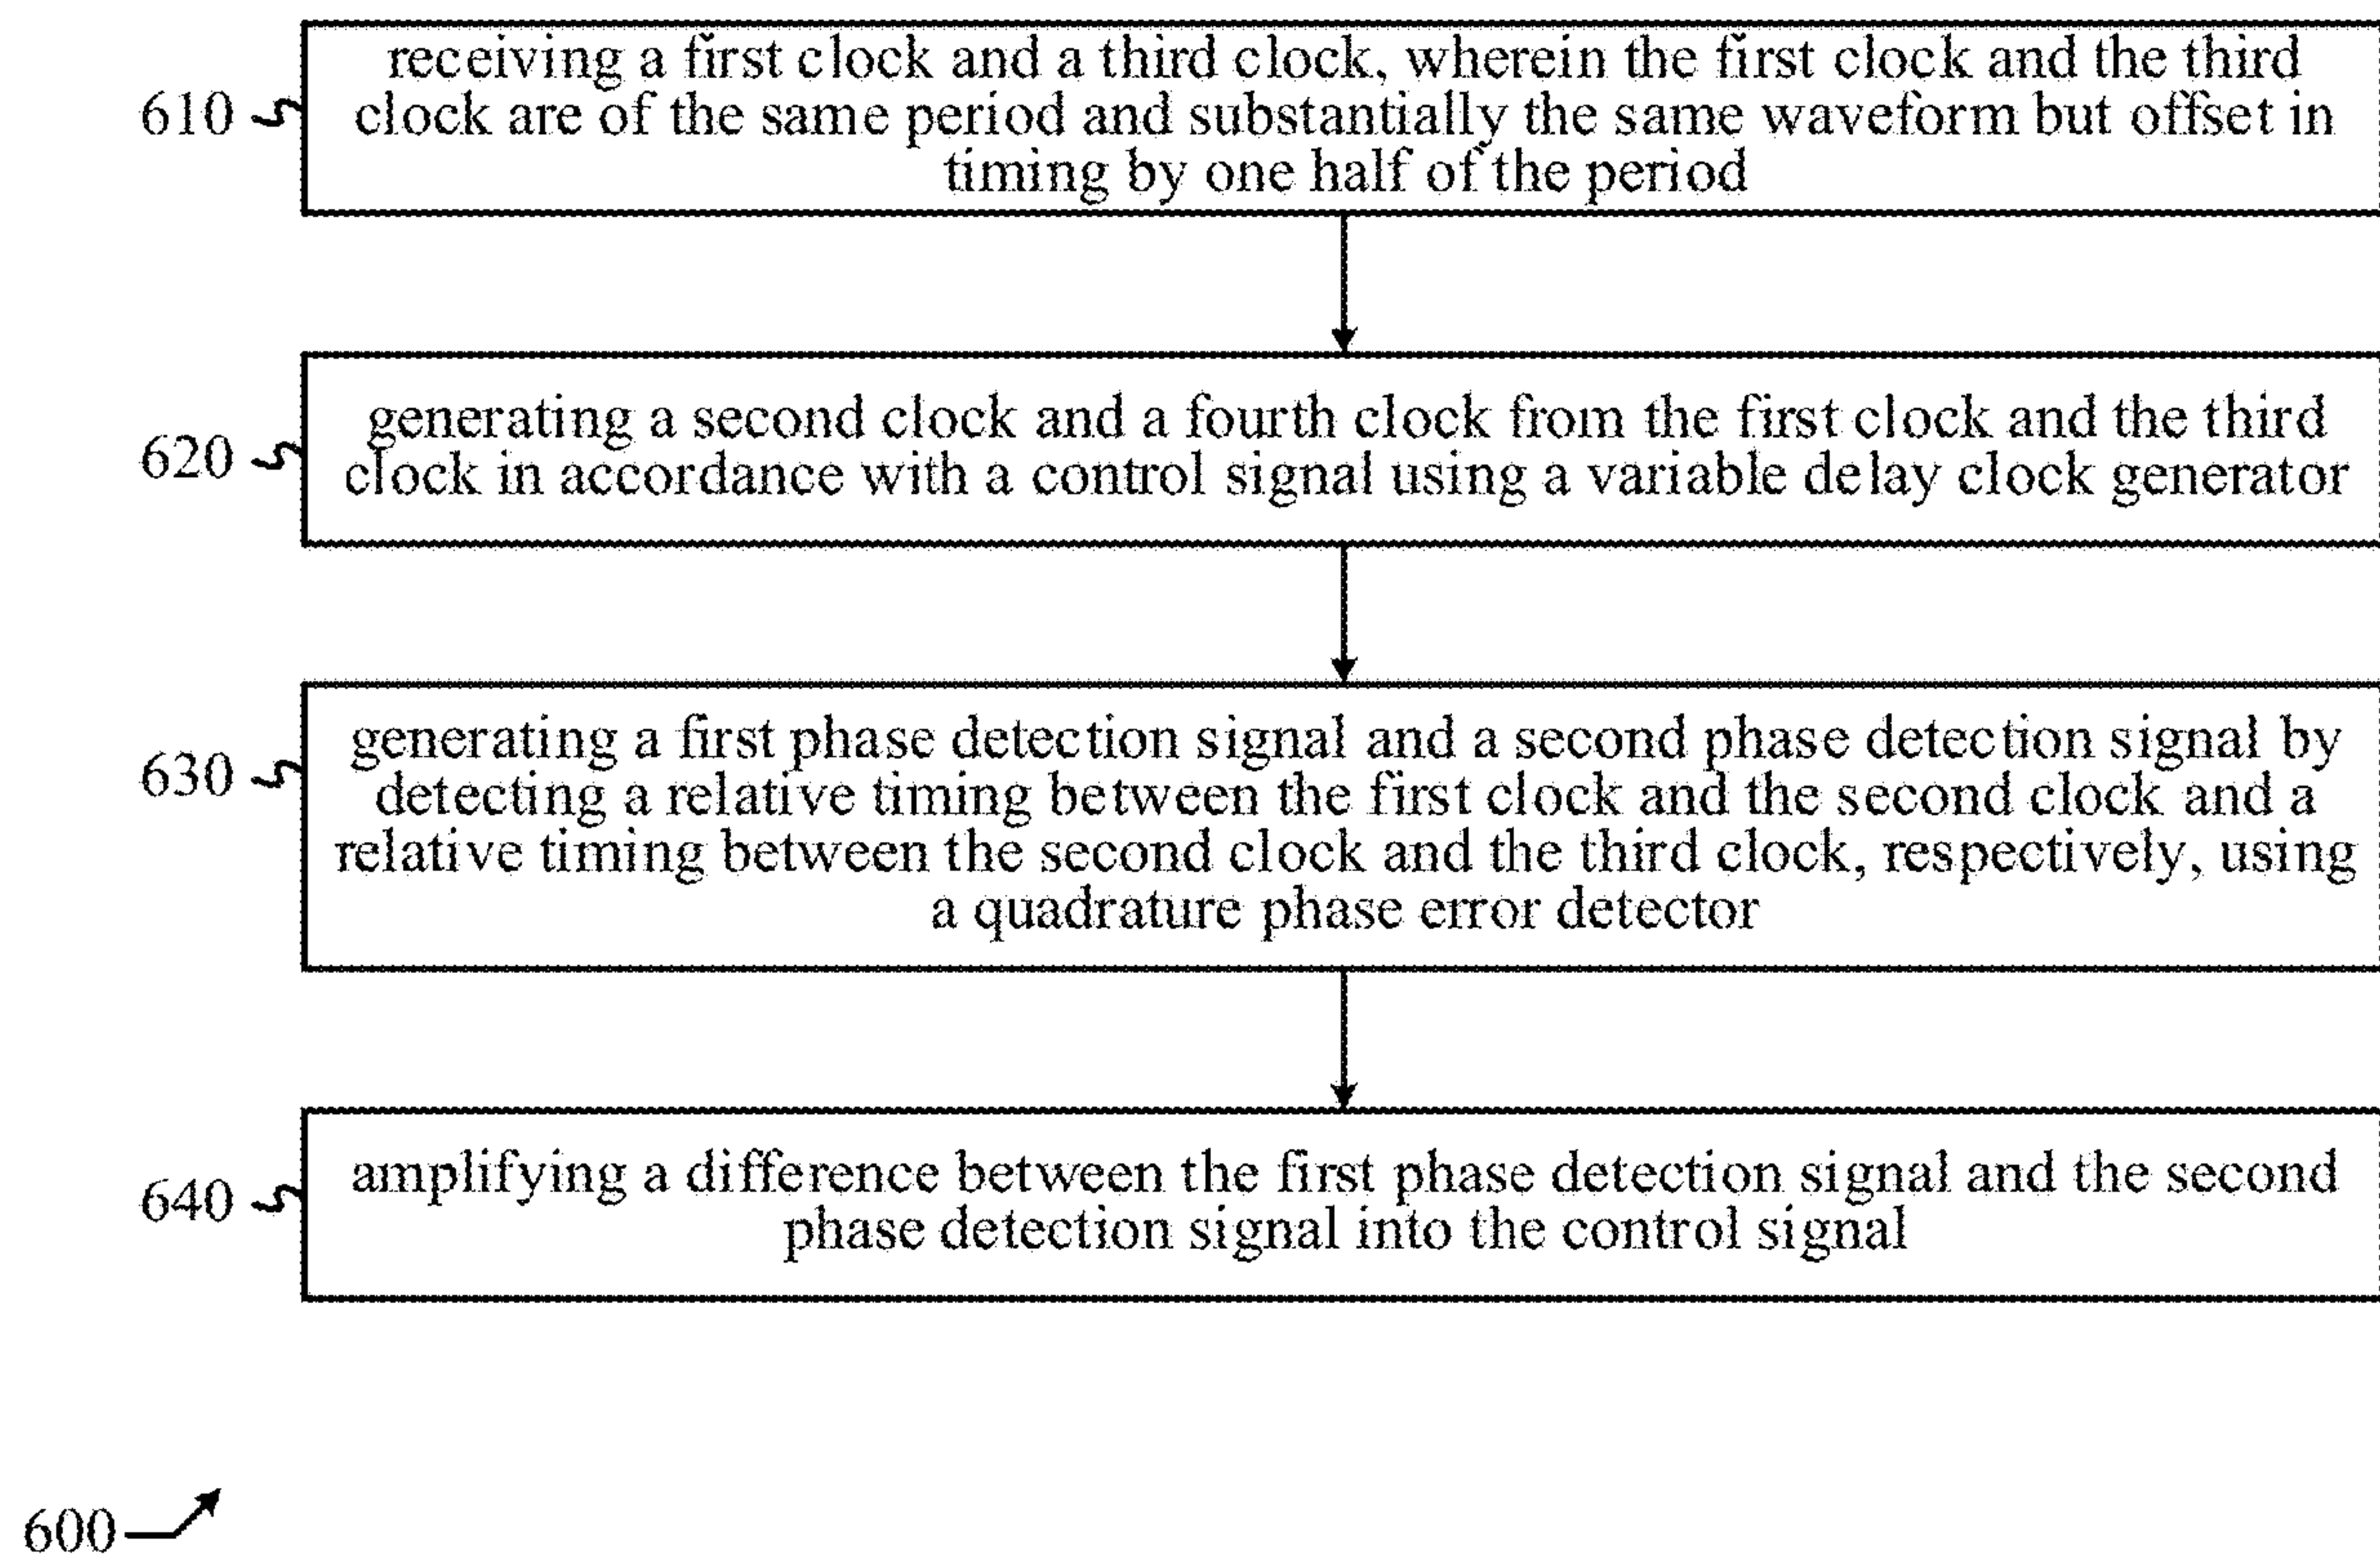 receiving a first clock and a third clock, wherein the first clock and the third
610 clock are of the same period and substantially the same waveform but offset in
timing by one half of the period
generating a second clock and a fourth clock from the first clock and the third
620 clock in accordance with a control signal using a variable delay clock generator
generating a first phase detection signal and a second phase detection signal by
630 detecting a relative timing between the first clock and the second clock and a
relative timing between the second clock and the third clock, respectively, using
a quadrature phase error detector
amplifying a difference between the first phase detection signal and the second
640 phase detection signal into the control signal
600